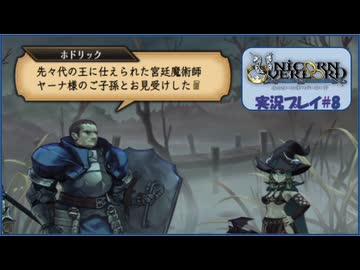 ホドリック
先々代の王に仕えられた宮廷魔術師
ヤーナ様のご子孫とお見受けした
UNICORN
OVERLORD
実況プレイ#8